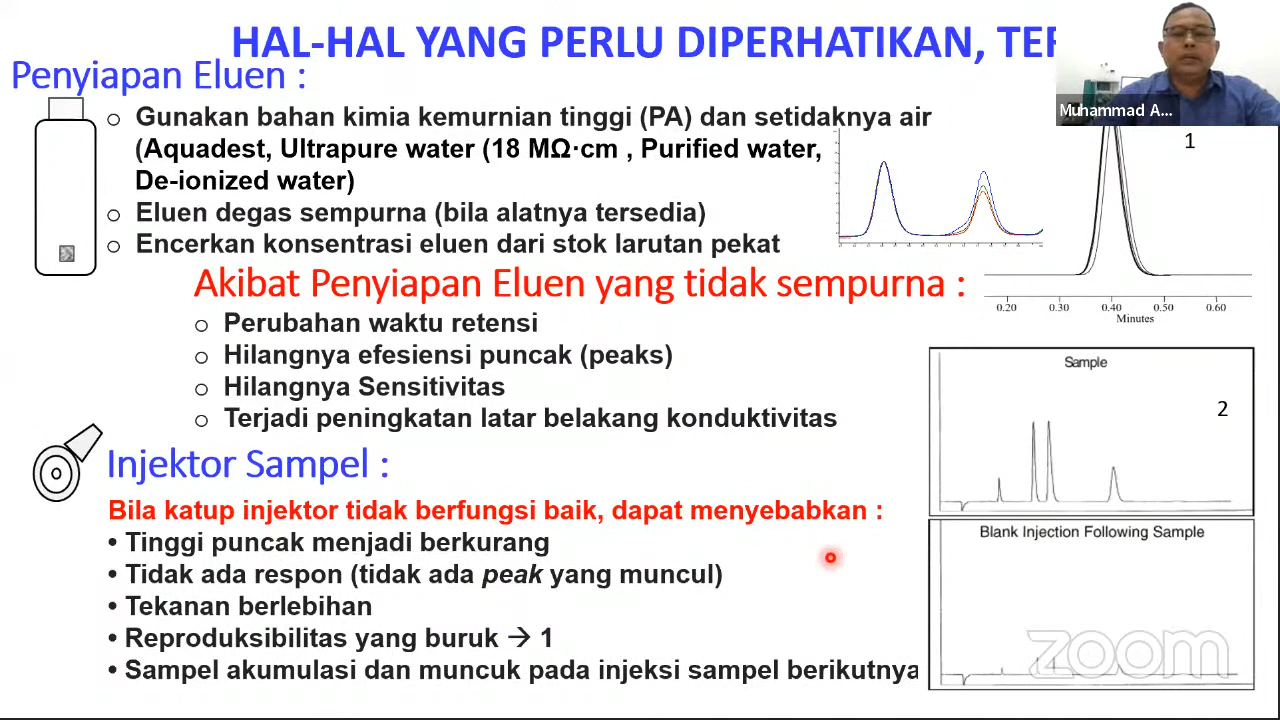 HAL-HAL YANG PERLU DIPERHATIKAN,
Penyiapan Eluen :
Muhammad A...
o Gunakan bahan kimia kemurnian tinggi (PA) dan setidaknya air
(Aquadest, Ultrapure water (18 MΩ·cm , Purified water,
De-ionized water)
o Eluen degas sempurna (bila alatnya tersedia)
o Encerkan konsentrasi eluen dari stok larutan pekat
1
Akibat Penyiapan Eluen yang tidak sempurna :
0.20 0.30 0.40 0.50 0.60
Minutes
o Perubahan waktu retensi
o Hilangnya efesiensi puncak (peaks)
o Hilangnya Sensitivitas
o Terjadi peningkatan latar belakang konduktivitas
Sample
2
Injektor Sampel :
Bila katup injektor tidak berfungsi baik, dapat menyebabkan :
• Tinggi puncak menjadi berkurang
• Tidak ada respon (tidak ada peak yang muncul)
• Tekanan berlebihan
• Reproduksibilitas yang buruk → 1
• Sampel akumulasi dan muncuk pada injeksi sampel berikutnya
Blank Injection Following Sample
zoom